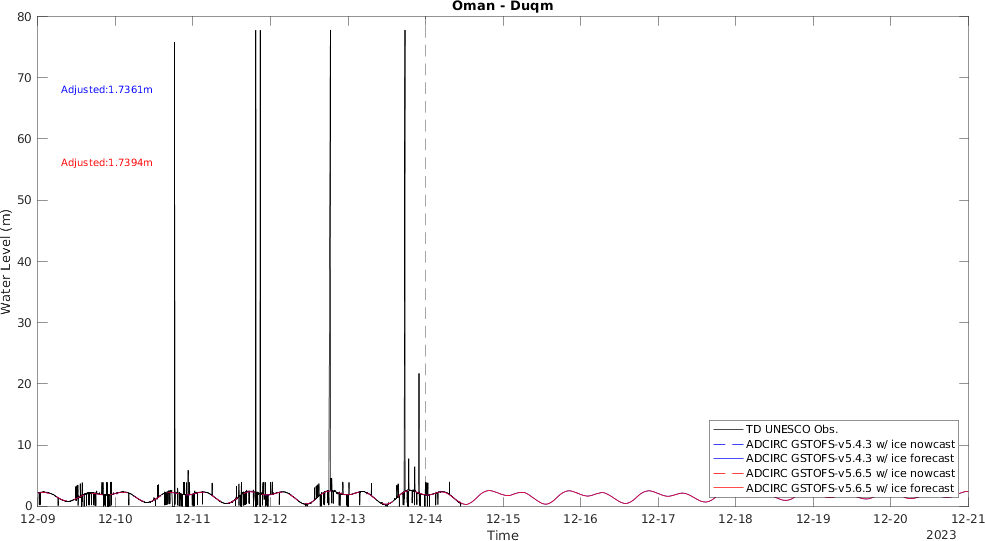 Oman - Duqm
80
70
60
50
40
30
20
10
0
Water Level (m)
Adjusted:1.7361m
Adjusted:1.7394m
TD UNESCO Obs.
ADCIRC GSTOFS-v5.4.3 w/ ice nowcast
ADCIRC GSTOFS-v5.4.3 w/ ice forecast
ADCIRC GSTOFS-v5.6.5 w/ ice nowcast
ADCIRC GSTOFS-v5.6.5 w/ ice forecast
12-09 12-10 12-11 12-12 12-13 12-14 12-15 12-16 12-17 12-18 12-19 12-20 12-21
Time
2023